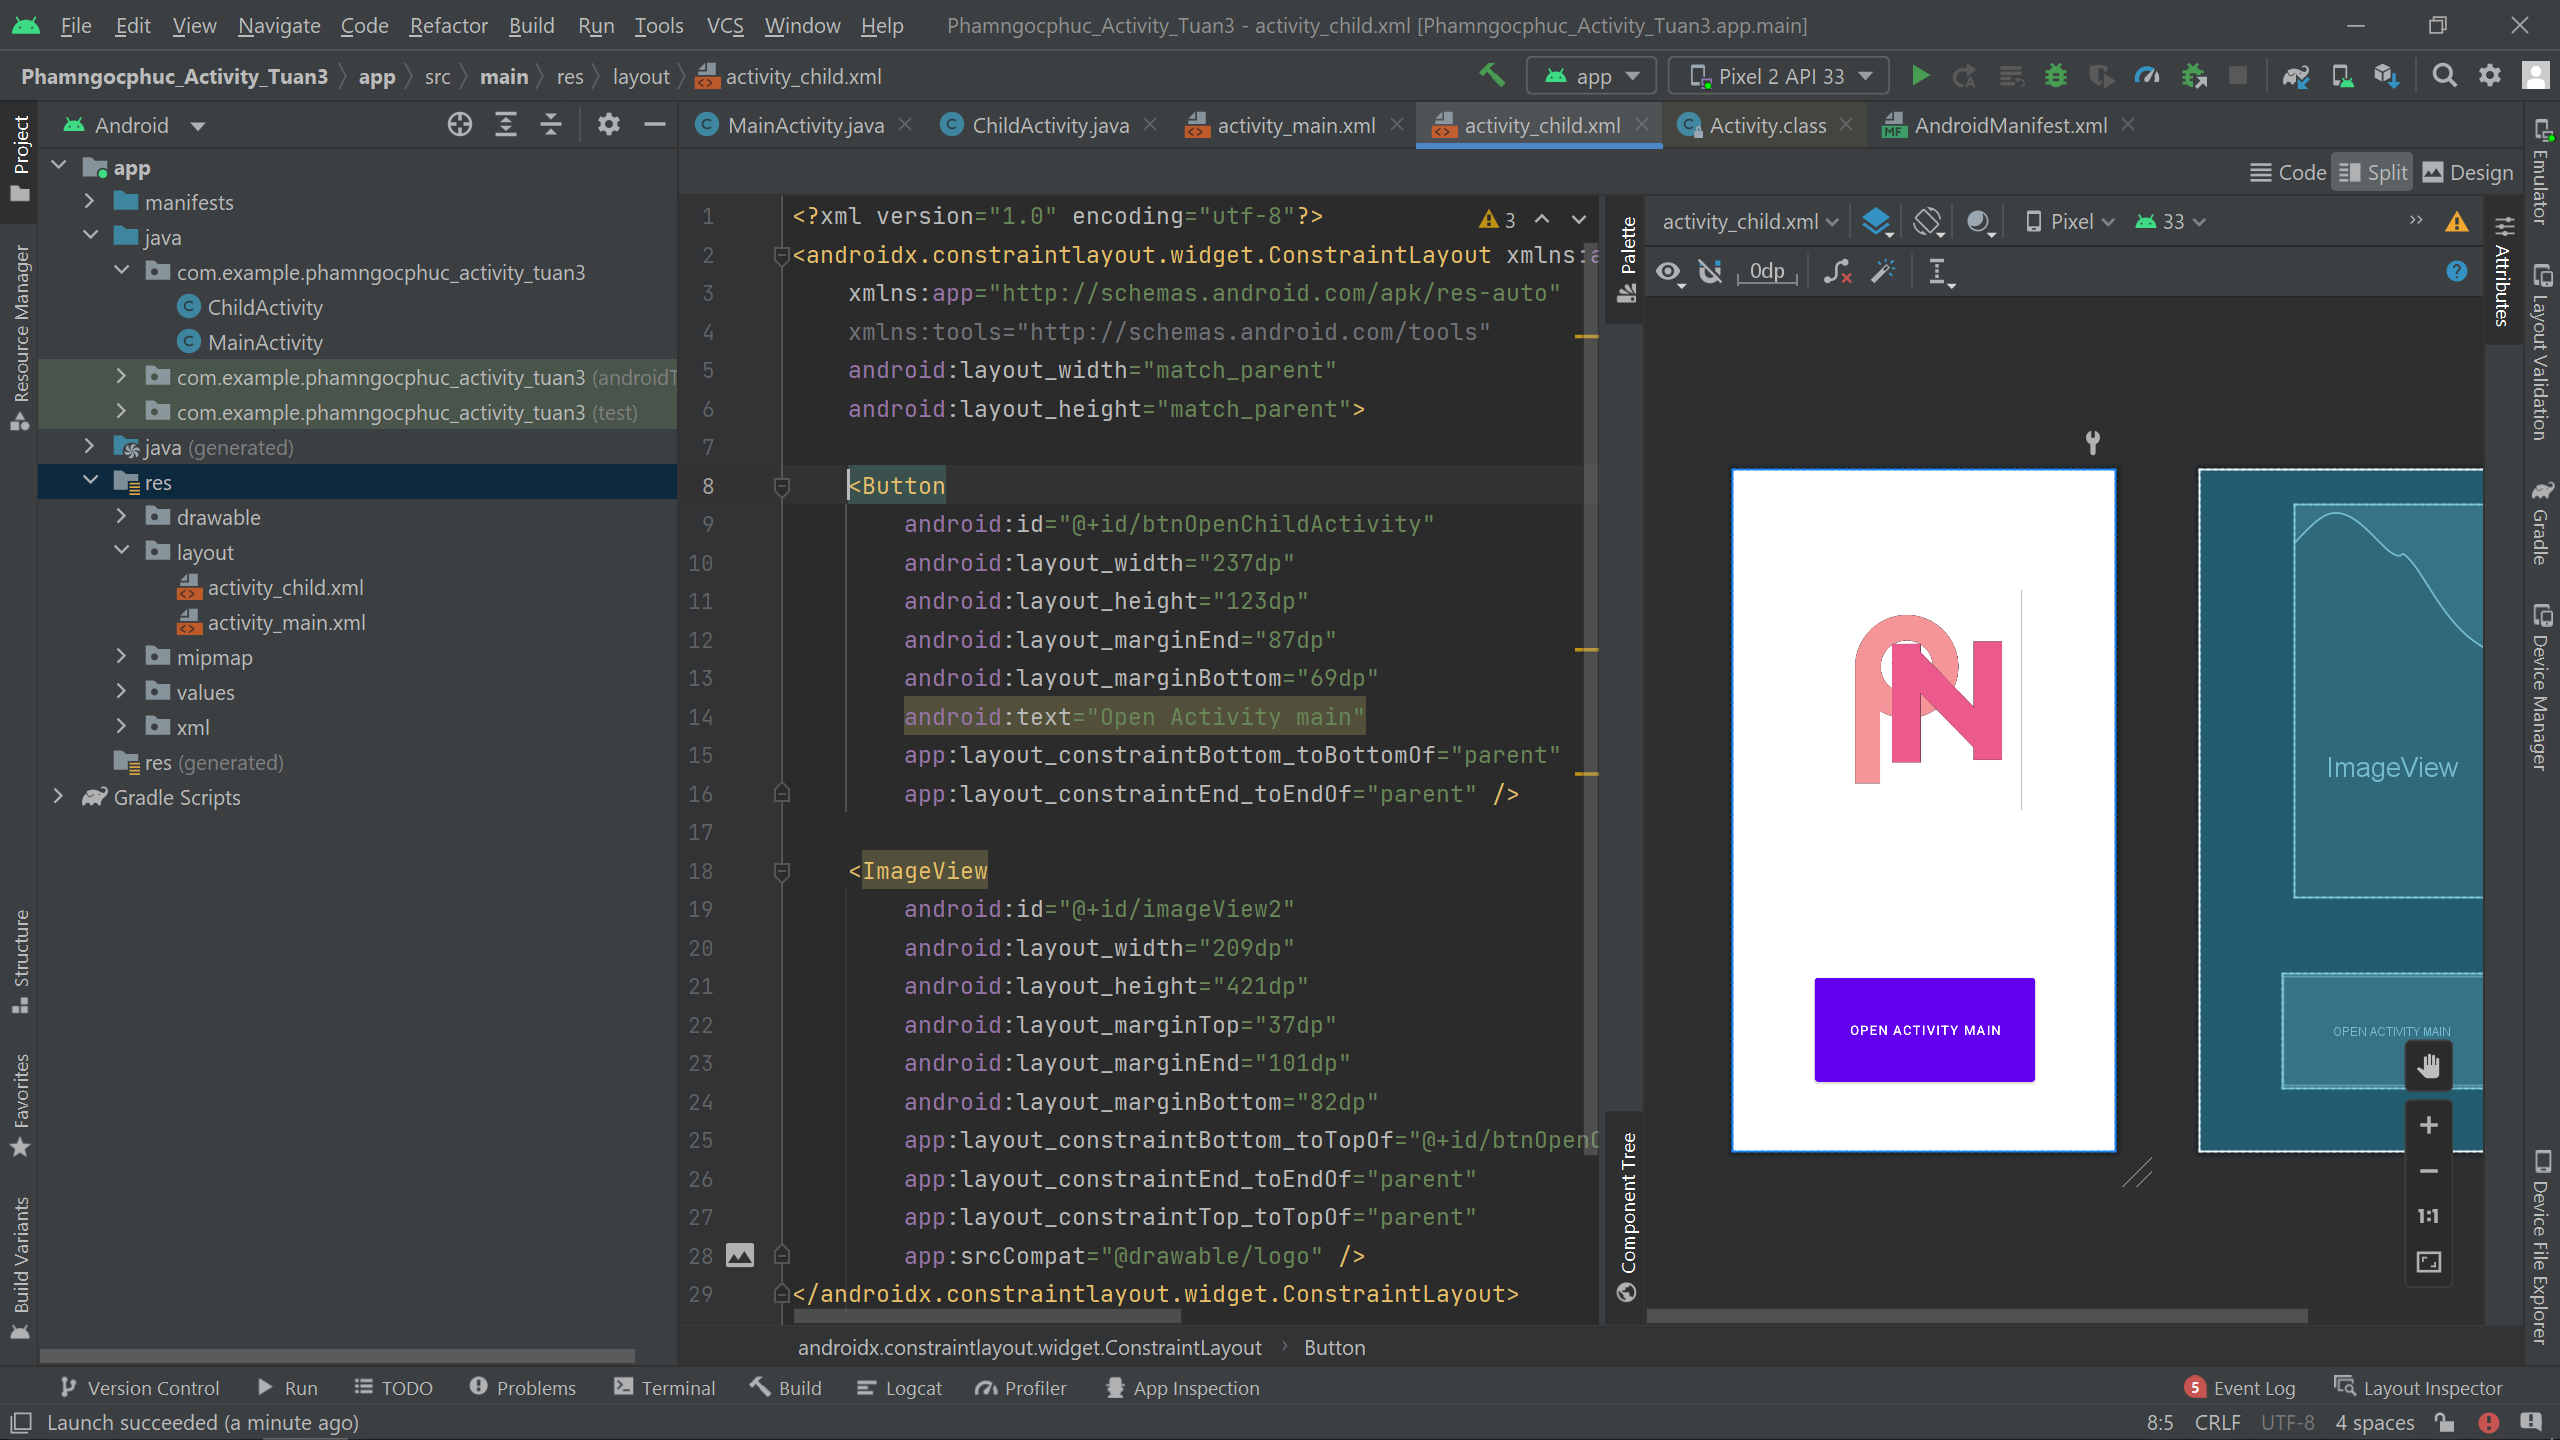 File Edit View Navigate Code Refactor Build Run Tools VCS Window Help Phamngocphuc_Activity_Tuan3 - activity_child.xml [Phamngocphuc_Activity_Tuan3.app.main]
Phamngocphuc_Activity_Tuan3 app src main res layout activity_child.xml app Pixel 2 API 33
Project
Resource Manager
Structure
Favorites
Build Variants
Android
app
manifests
java
com.example.phamngocphuc_activity_tuan3
ChildActivity
MainActivity
com.example.phamngocphuc_activity_tuan3 (androidT
com.example.phamngocphuc_activity_tuan3 (test)
java (generated)
res
drawable
layout
activity_child.xml
activity_main.xml
mipmap
values
xml
res (generated)
Gradle Scripts
MainActivity.java ChildActivity.java activity_main.xml activity_child.xml Activity.class MF AndroidManifest.xml
Code Split Design
3
1 <?xml version="1.0" encoding="utf-8"?>
2 <androidx.constraintlayout.widget.ConstraintLayout xmlns:a
3 xmlns:app="http://schemas.android.com/apk/res-auto"
4 xmlns:tools="http://schemas.android.com/tools"
5 android:layout_width="match_parent"
6 android:layout_height="match_parent">
7
8 <Button
9 android:id="@+id/btnOpenChildActivity"
10 android:layout_width="237dp"
11 android:layout_height="123dp"
12 android:layout_marginEnd="87dp"
13 android:layout_marginBottom="69dp"
14 android:text="Open Activity main"
15 app:layout_constraintBottom_toBottomOf="parent"
16 app:layout_constraintEnd_toEndOf="parent" />
17
18 <ImageView
19 android:id="@+id/imageView2"
20 android:layout_width="209dp"
21 android:layout_height="421dp"
22 android:layout_marginTop="37dp"
23 android:layout_marginEnd="101dp"
24 android:layout_marginBottom="82dp"
25 app:layout_constraintBottom_toTopOf="@+id/btnOpenC
26 app:layout_constraintEnd_toEndOf="parent"
27 app:layout_constraintTop_toTopOf="parent"
28 app:srcCompat="@drawable/logo" />
29 </androidx.constraintlayout.widget.ConstraintLayout>
androidx.constraintlayout.widget.ConstraintLayout Button
Palette
Component Tree
activity_child.xml Pixel 33
0dp
PN
OPEN ACTIVITY MAIN
ImageView
OPEN ACTIVITY MAIN
1:1
Attributes
Emulator
Layout Validation
Gradle
Device Manager
Device File Explorer
Version Control Run TODO Problems Terminal Build Logcat Profiler App Inspection 5 Event Log Layout Inspector
Launch succeeded (a minute ago) 8:5 CRLF UTF-8 4 spaces